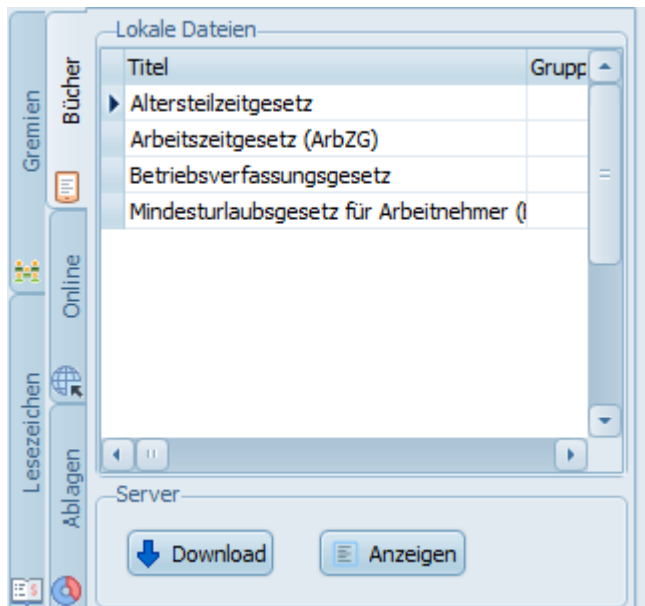 Gremien
Lesezeichen
Bücher
Online
Ablagen
Lokale Dateien
Titel Grupp
Altersteilzeitgesetz
Arbeitszeitgesetz (ArbZG)
Betriebsverfassungsgesetz
Mindesturlaubsgesetz für Arbeitnehmer (
Server
Download Anzeigen